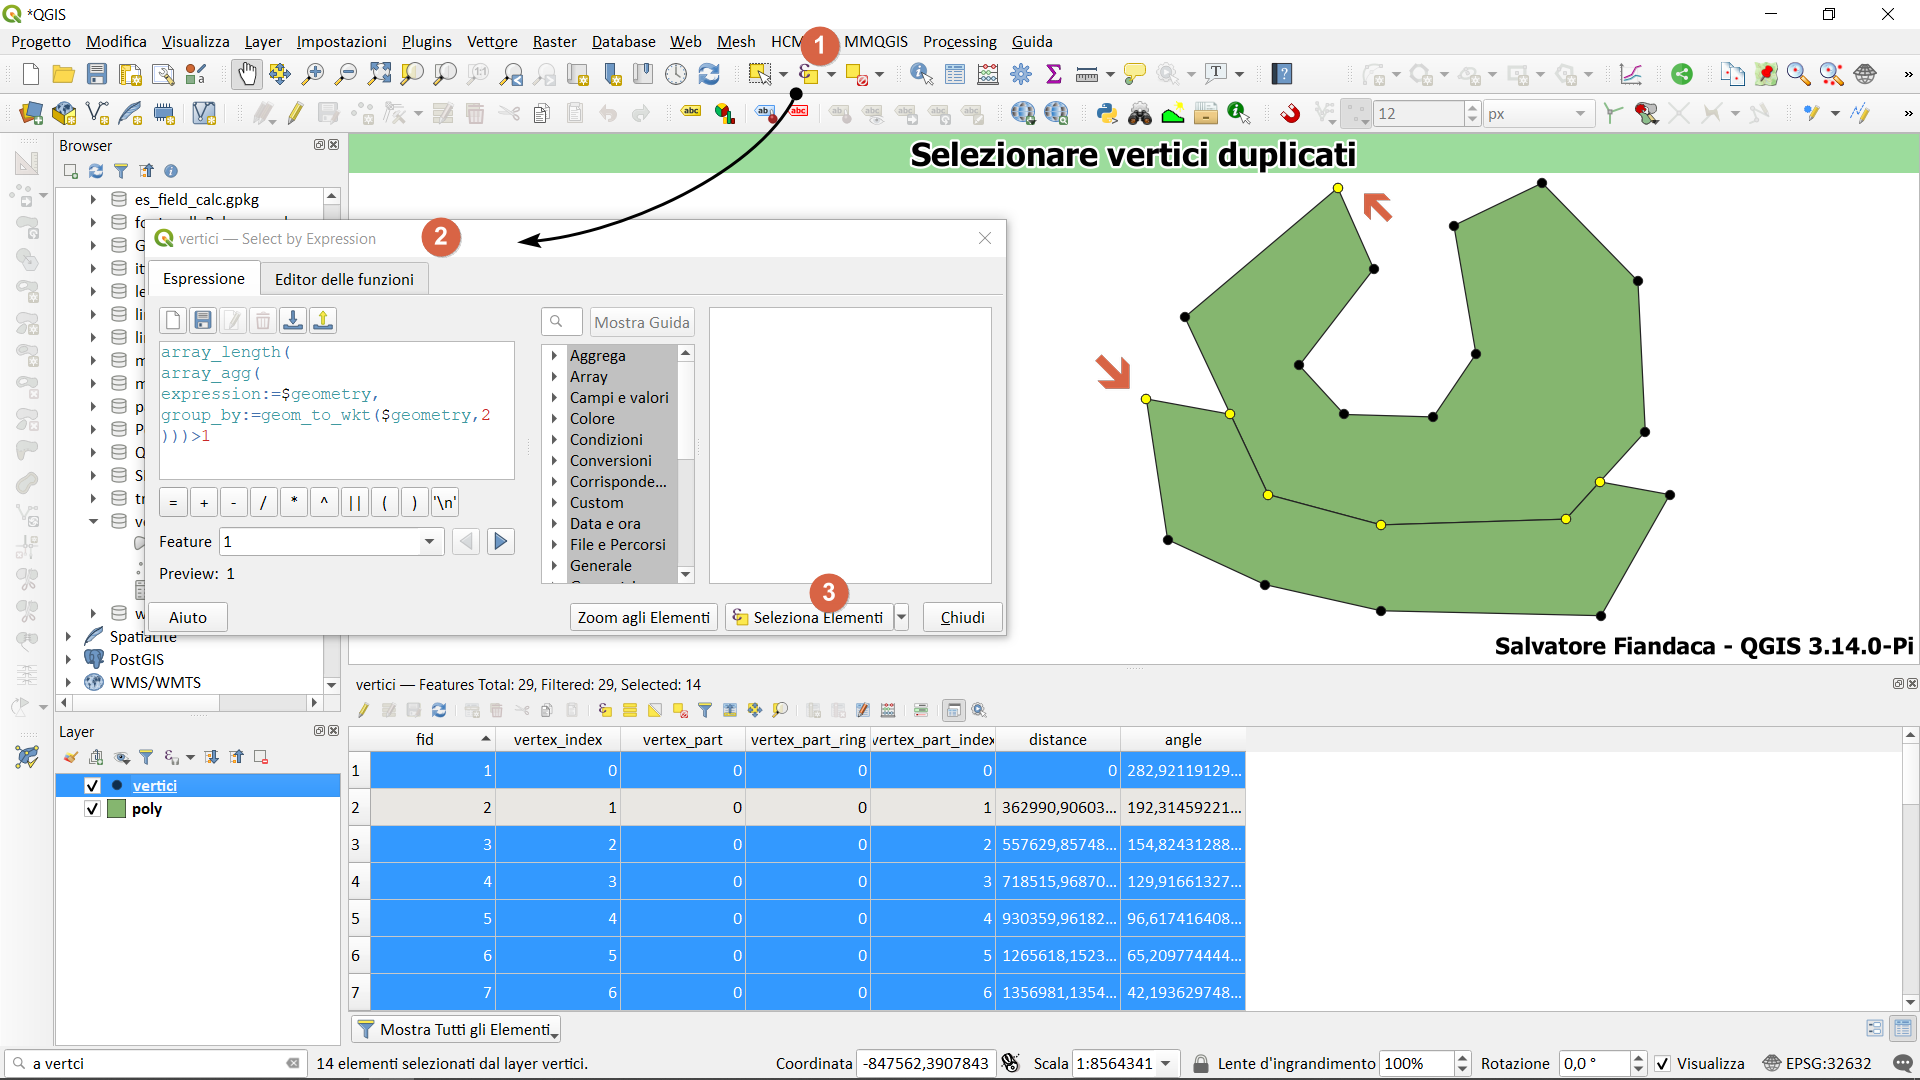 *QGIS
Progetto Modifica Visualizza Layer Impostazioni Plugins Vettore Raster Database Web Mesh HCM MMQGIS Processing Guida
1
12 px
Browser
Selezionare vertici duplicati
es_field_calc.gpkg
vertici — Select by Expression
2
Espressione Editor delle funzioni
Mostra Guida
array_length(
array_agg(
expression:=$geometry,
group_by:=geom_to_wkt($geometry,2
)))>1
Aggrega
Array
Campi e valori
Colore
Condizioni
Conversioni
Corrisponde...
Custom
Data e ora
File e Percorsi
Generale
= + - / * ^ || ( ) '\n'
Feature 1
Preview: 1
3
Aiuto Zoom agli Elementi Seleziona Elementi Chiudi
SpatiaLite
PostGIS
WMS/WMTS
Salvatore Fiandaca - QGIS 3.14.0-Pi
vertici — Features Total: 29, Filtered: 29, Selected: 14
Layer
vertici
poly
fid vertex_index vertex_part vertex_part_ring vertex_part_index distance angle
1 1 0 0 0 0 0 282,92119129...
2 2 1 0 0 1 362990,90603... 192,31459221...
3 3 2 0 0 2 557629,85748... 154,82431288...
4 4 3 0 0 3 718515,96870... 129,91661327...
5 5 4 0 0 4 930359,96182... 96,617416408...
6 6 5 0 0 5 1265618,1523... 65,209774444...
7 7 6 0 0 6 1356981,1354... 42,193629748...
Mostra Tutti gli Elementi
a vertci 14 elementi selezionati dal layer vertici. Coordinata -847562,3907843 Scala 1:8564341 Lente d'ingrandimento 100% Rotazione 0,0 ° Visualizza EPSG:32632